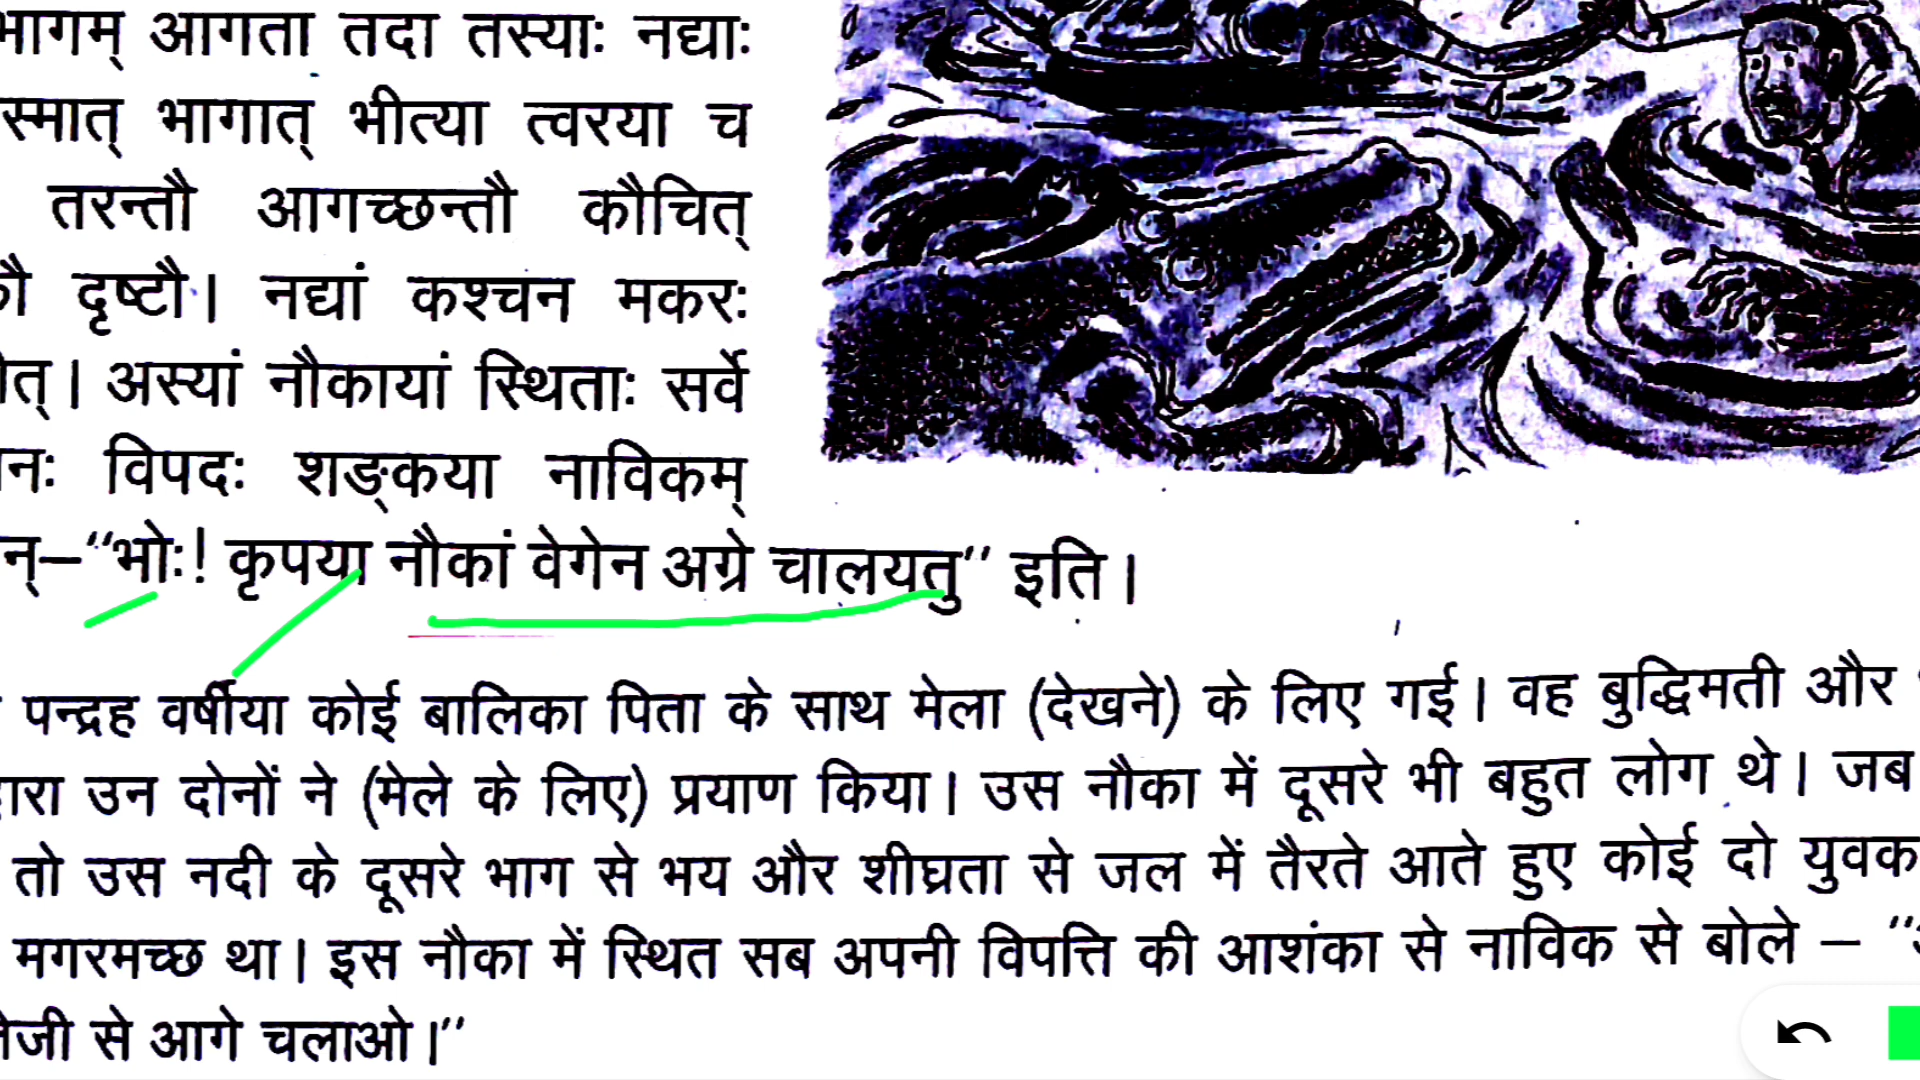 भागम् आगता तदा तस्याः नद्याः
स्मात् भागात् भीत्या त्वरया च
तरन्तौ आगच्छन्तौ कौचित्
दृष्टौ। नद्यां कश्चन मकरः
अस्यां नौकायां स्थिताः सर्वे
विपदः शङ्कया नाविकम्
न्–“भोः! कृपया नौकां वेगेन अग्रे चालयतु” इति।
पन्द्रह वर्षीया कोई बालिका पिता के साथ मेला (देखने) के लिए गई। वह बुद्धिमती और
उन दोनों ने (मेले के लिए) प्रयाण किया। उस नौका में दूसरे भी बहुत लोग थे। जब
तो उस नदी के दूसरे भाग से भय और शीघ्रता से जल में तैरते आते हुए कोई दो युवक
मगरमच्छ था। इस नौका में स्थित सब अपनी विपत्ति की आशंका से नाविक से बोले – “
से आगे चलाओ।”